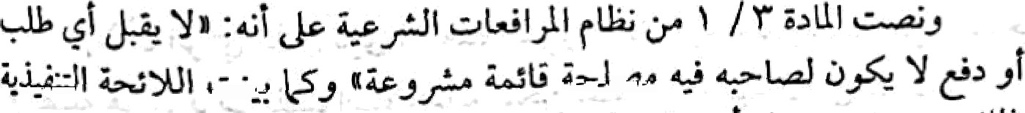 ونصت المادة ٣ / ١ من نظام المرافعات الشرعية على أنه: «لا يقبل أي طلب
أو دفع لا يكون لصاحبه فيه قائمة مشروعة» وكما اللائحة التنفيذية